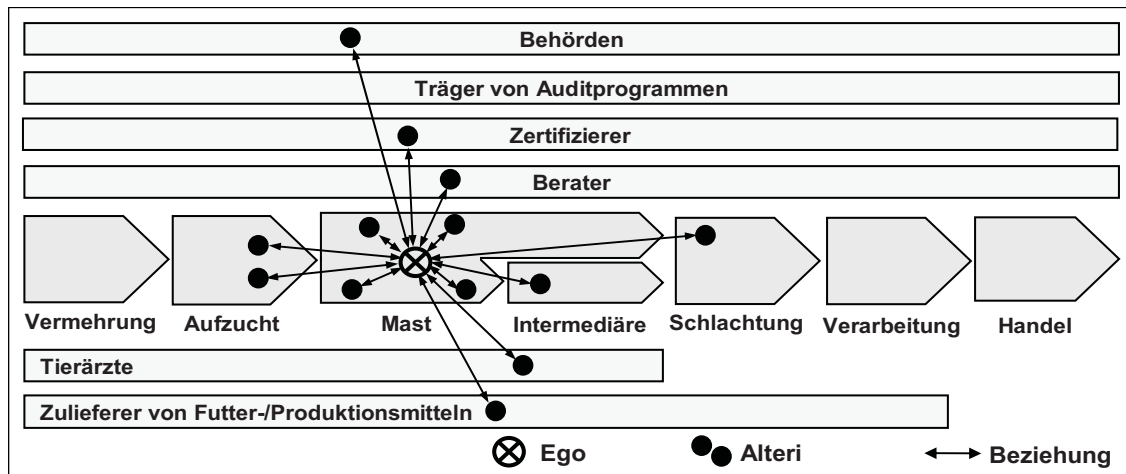 Behörden
Träger von Auditprogrammen
Zertifizierer
Berater
Vermehrung Aufzucht Mast Intermediäre Schlachtung Verarbeitung Handel
Tierärzte
Zulieferer von Futter-/Produktionsmitteln
Ego Alteri Beziehung